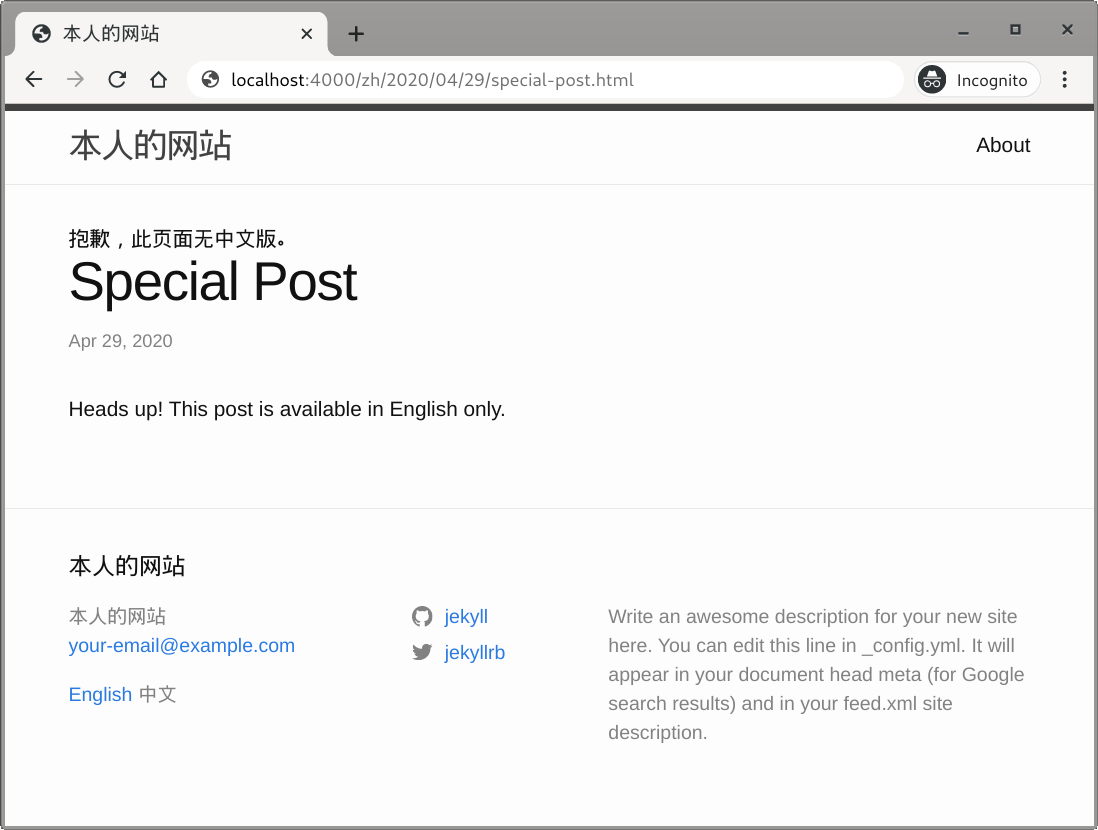 本人的网站
localhost:4000/zh/2020/04/29/special-post.html
Incognito
本人的网站
About
抱歉，此页面无中文版。
Special Post
Apr 29, 2020
Heads up! This post is available in English only.
本人的网站
本人的网站
your-email@example.com
English 中文
jekyll
jekyllrb
Write an awesome description for your new site
here. You can edit this line in _config.yml. It will
appear in your document head meta (for Google
search results) and in your feed.xml site
description.